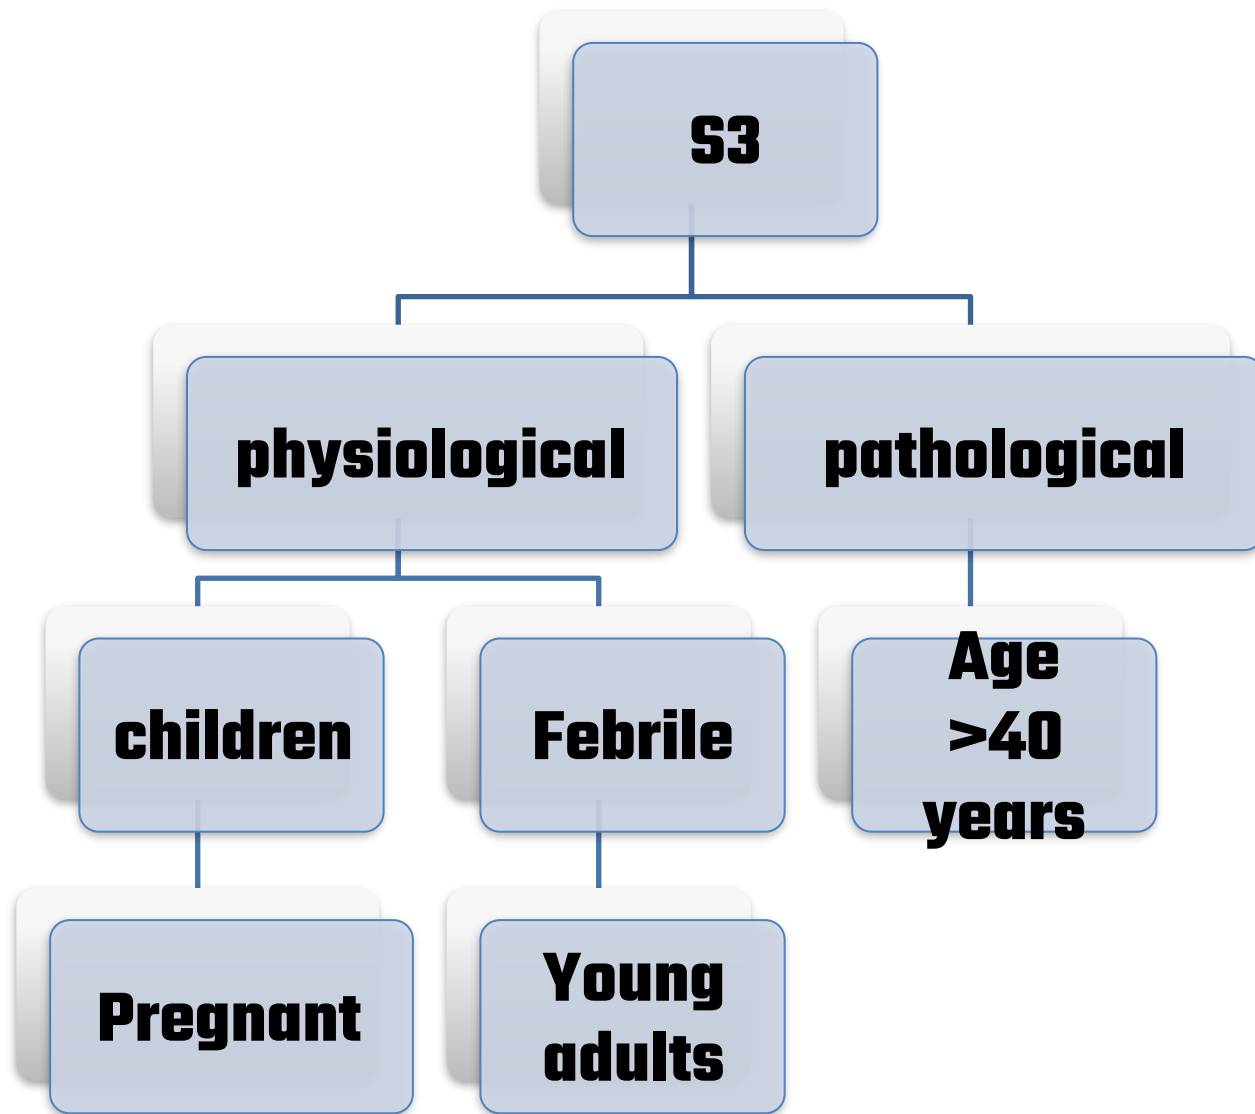 S3
physiological
pathological
children
Febrile
Age
>40
years
Pregnant
Young
adults